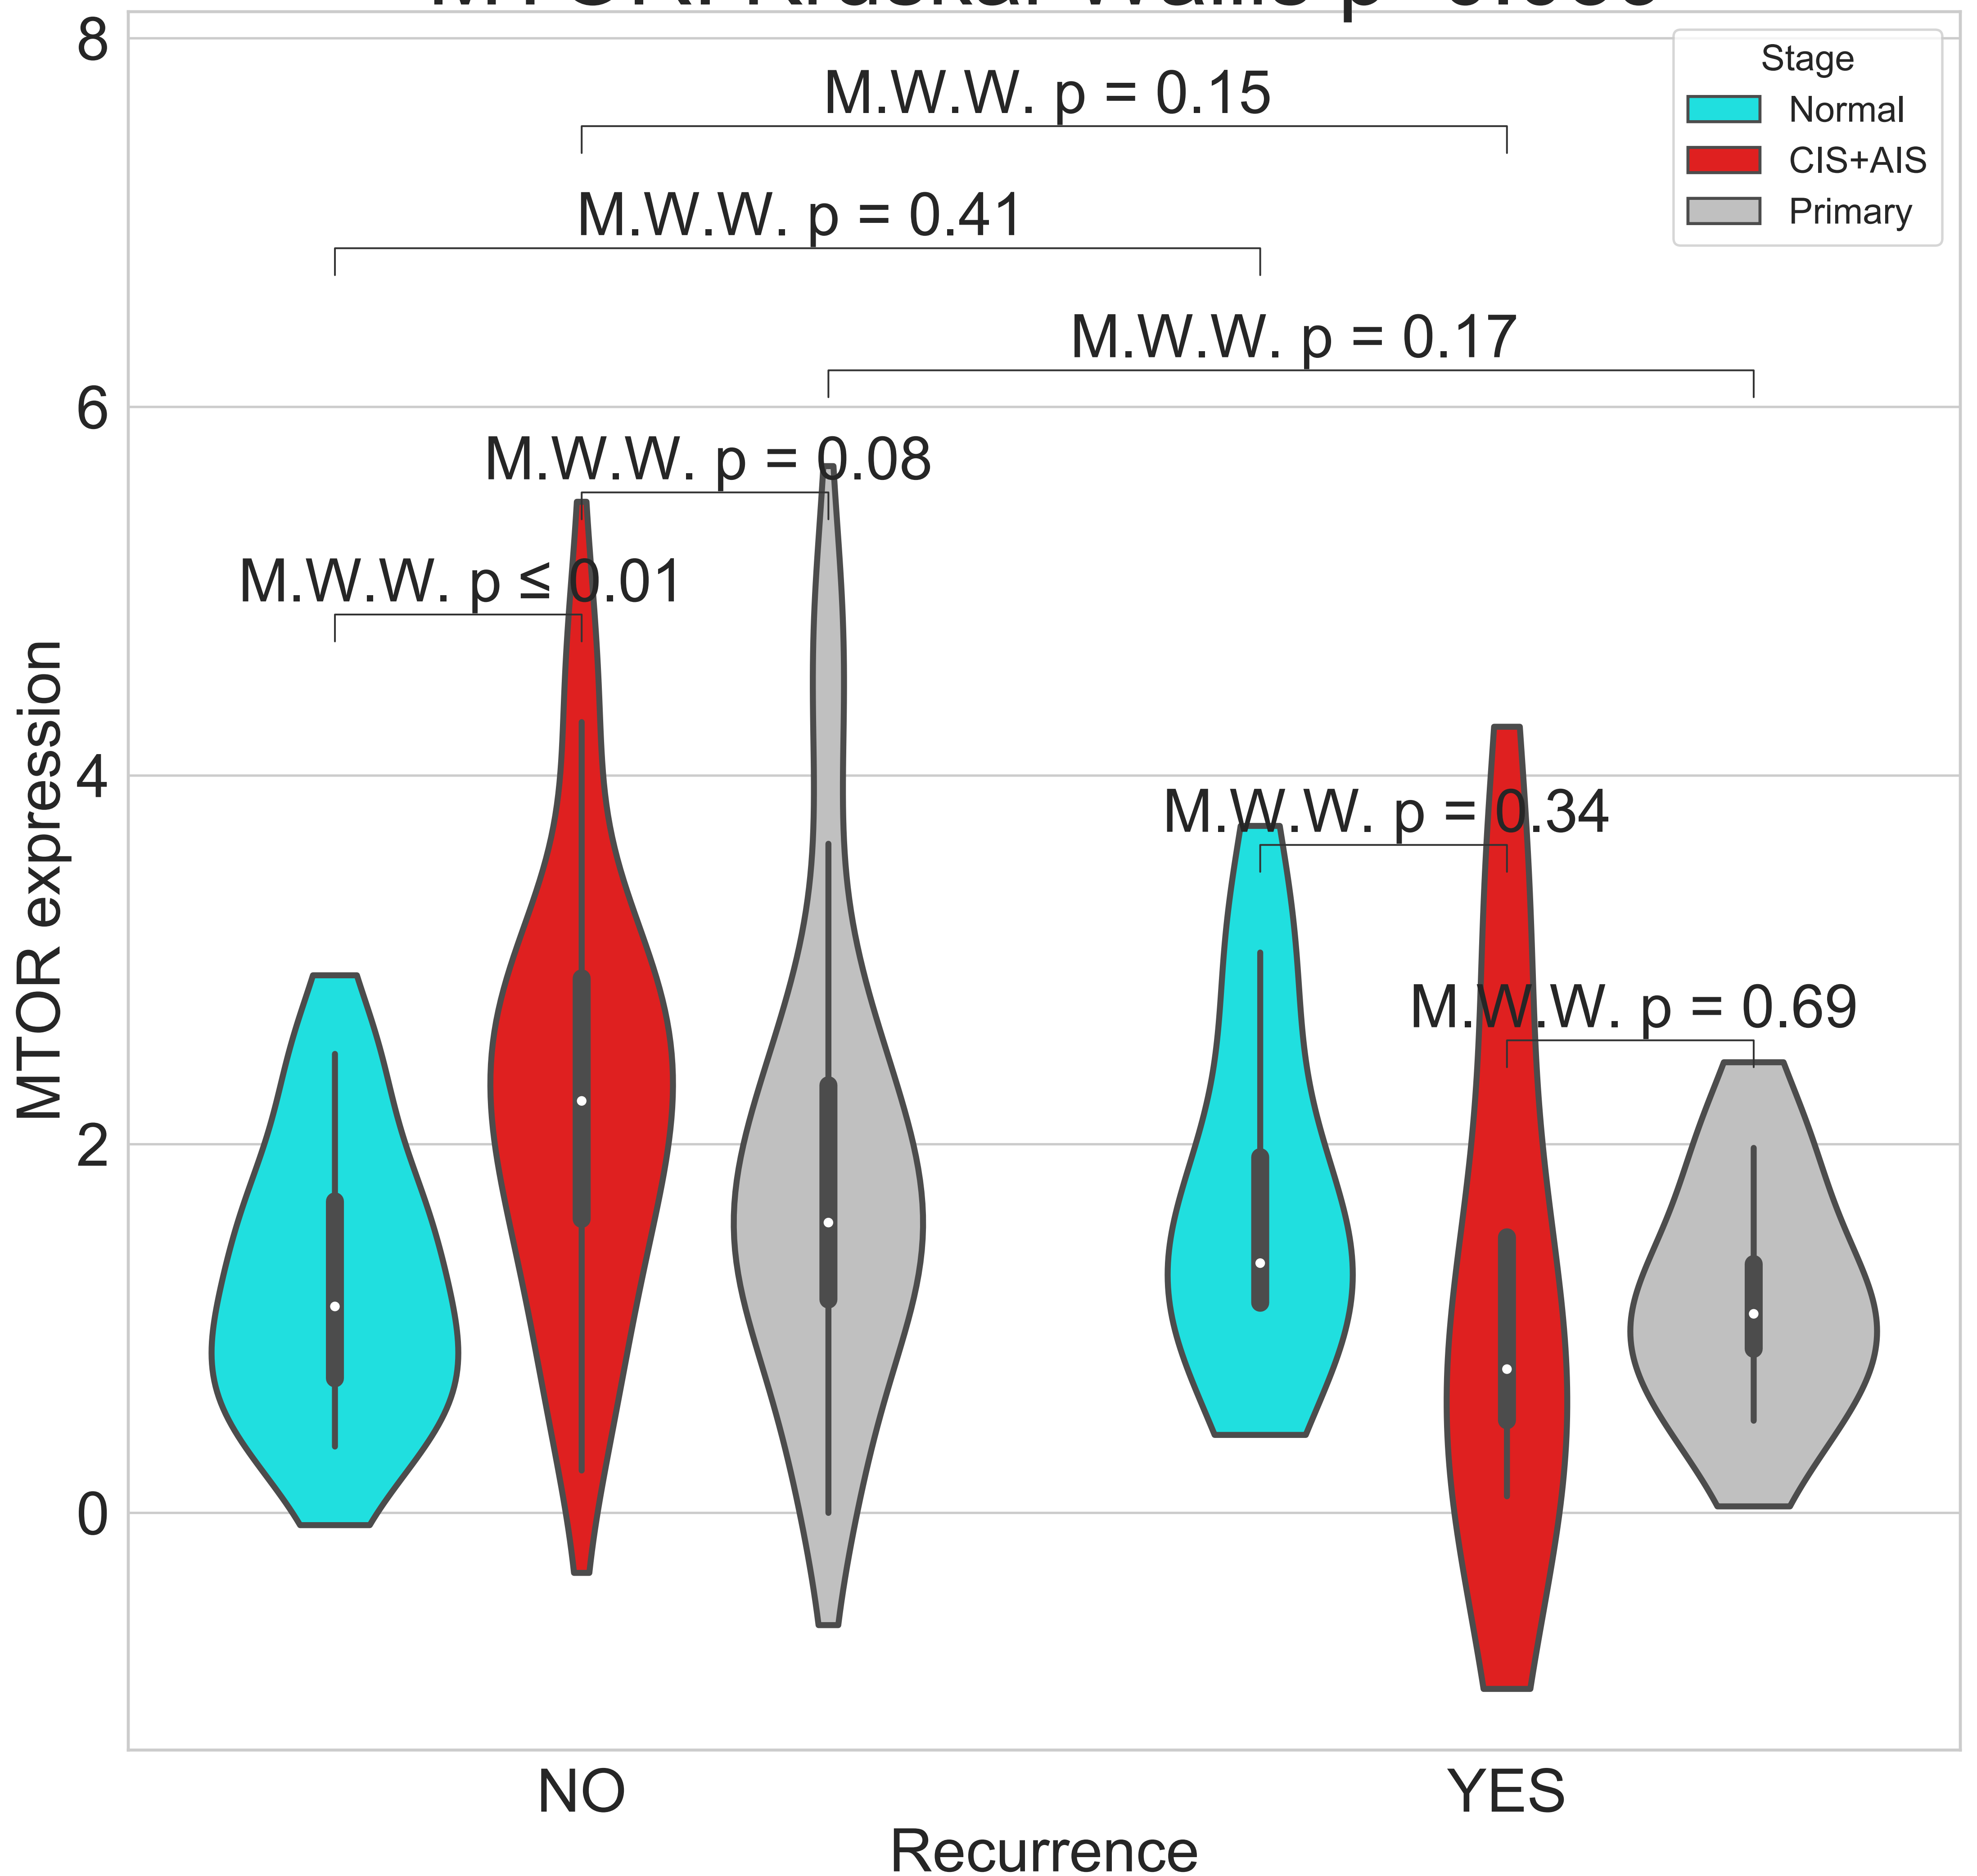 8
6
4
2
0
MTOR expression
Stage
Normal
CIS+AIS
Primary
M.W.W. p = 0.15
M.W.W. p = 0.41
M.W.W. p = 0.17
M.W.W. p = 0.08
M.W.W. p ≤ 0.01
M.W.W. p = 0.34
M.W.W. p = 0.69
NO
YES
Recurrence